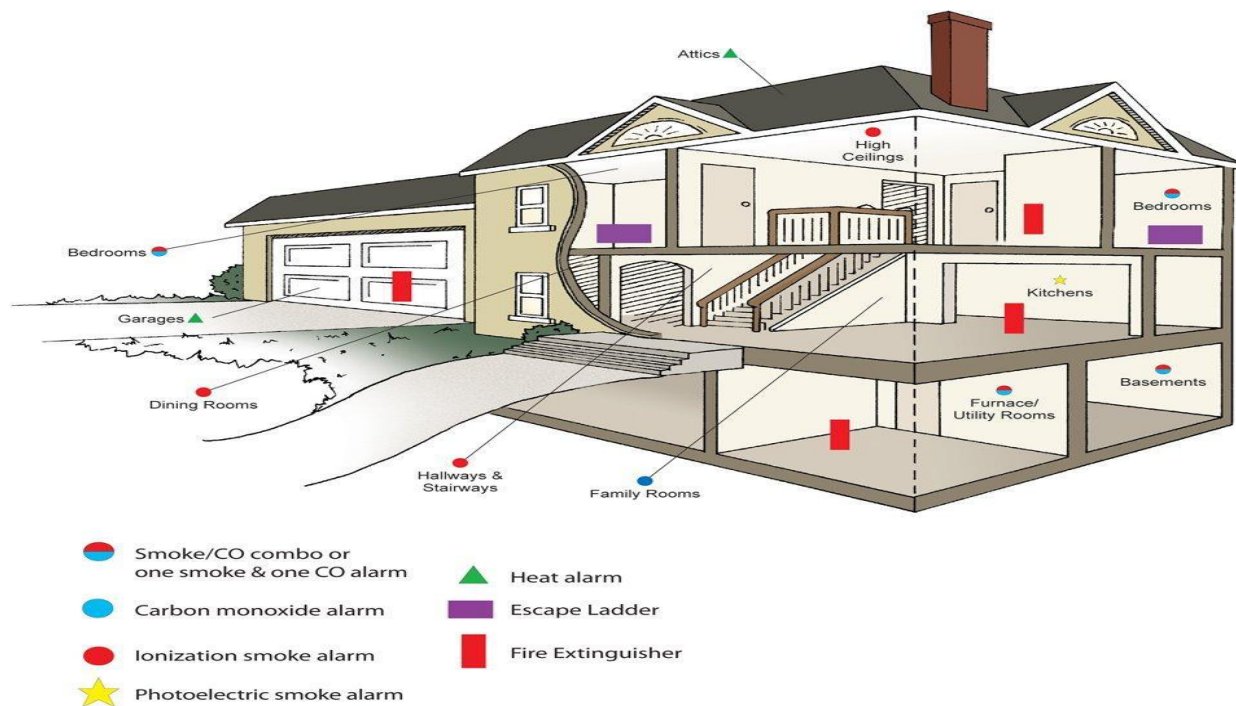 Attics
High
Ceilings
Bedrooms
Bedrooms
Kitchens
Garages
Dining Rooms
Basements
Furnace/
Utility Rooms
Hallways &
Stairways
Family Rooms
Smoke/CO combo or
one smoke & one CO alarm
Carbon monoxide alarm
Ionization smoke alarm
Photoelectric smoke alarm
Heat alarm
Escape Ladder
Fire Extinguisher